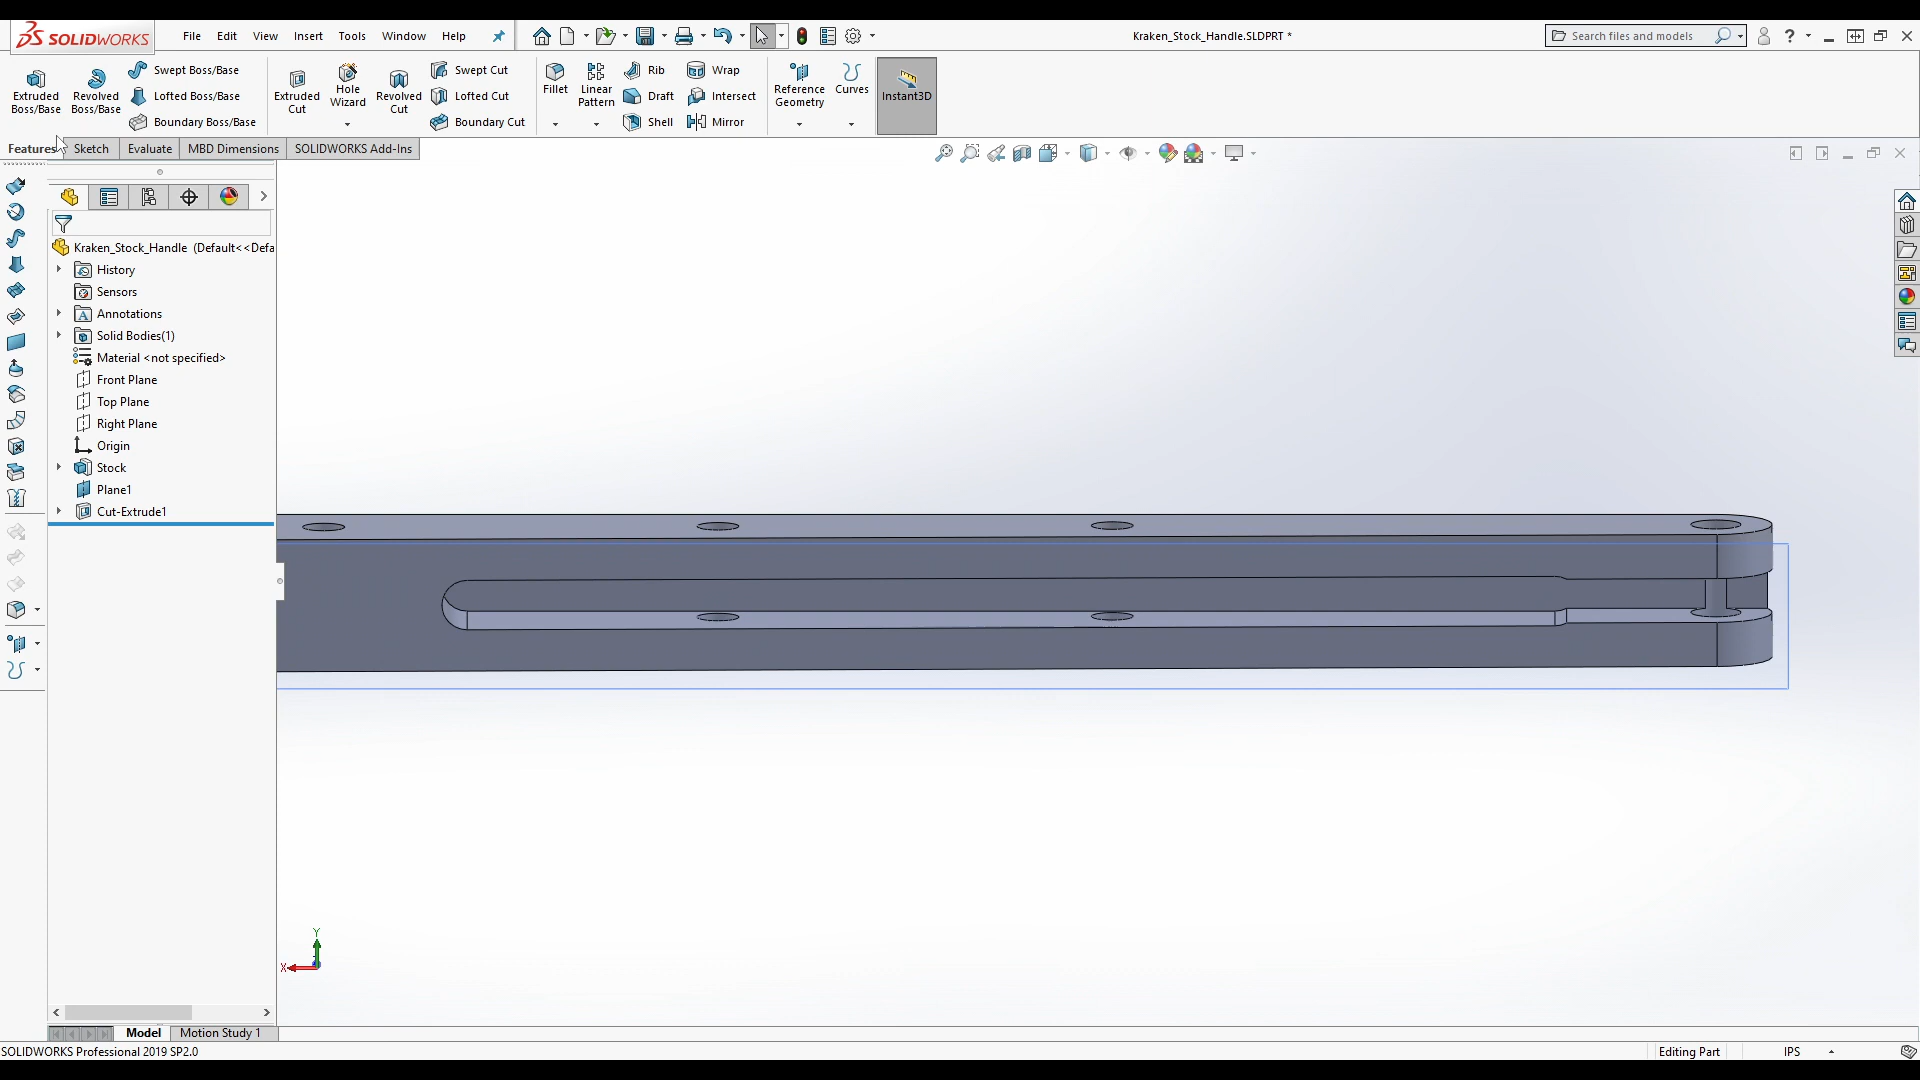 SOLIDWORKS
File Edit View Insert Tools Window Help
Kraken_Stock_Handle.SLDPRT *
Search files and models
Extruded Boss/Base
Revolved Boss/Base
Swept Boss/Base
Lofted Boss/Base
Boundary Boss/Base
Extruded Cut
Hole Wizard
Revolved Cut
Swept Cut
Lofted Cut
Boundary Cut
Fillet
Linear Pattern
Rib
Draft
Shell
Wrap
Intersect
Mirror
Reference Geometry
Curves
Instant3D
Features Sketch Evaluate MBD Dimensions SOLIDWORKS Add-Ins
Kraken_Stock_Handle (Default<<Defa
History
Sensors
Annotations
Solid Bodies(1)
Material <not specified>
Front Plane
Top Plane
Right Plane
Origin
Stock
Plane1
Cut-Extrude1
Y
X
Model Motion Study 1
SOLIDWORKS Professional 2019 SP2.0
Editing Part
IPS